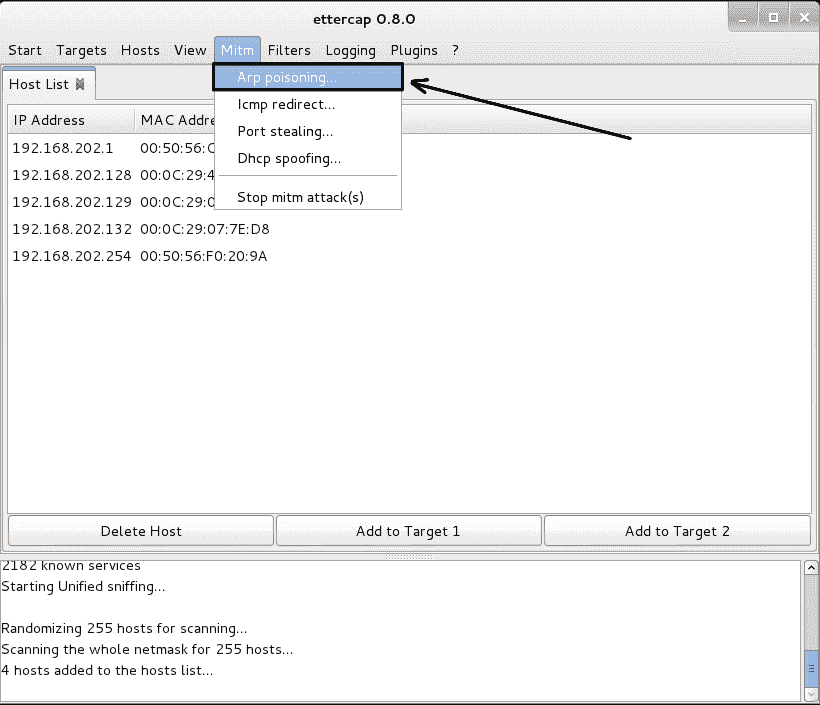 ettercap 0.8.0
Start Targets Hosts View Mitm Filters Logging Plugins ?
Host List
Arp poisoning...
Icmp redirect...
Port stealing...
Dhcp spoofing...
Stop mitm attack(s)
IP Address MAC Addre
192.168.202.1 00:50:56:C
192.168.202.128 00:0C:29:4
192.168.202.129 00:0C:29:0
192.168.202.132 00:0C:29:07:7E:D8
192.168.202.254 00:50:56:F0:20:9A
Delete Host Add to Target 1 Add to Target 2
2182 known services
Starting Unified sniffing...
Randomizing 255 hosts for scanning...
Scanning the whole netmask for 255 hosts...
4 hosts added to the hosts list...